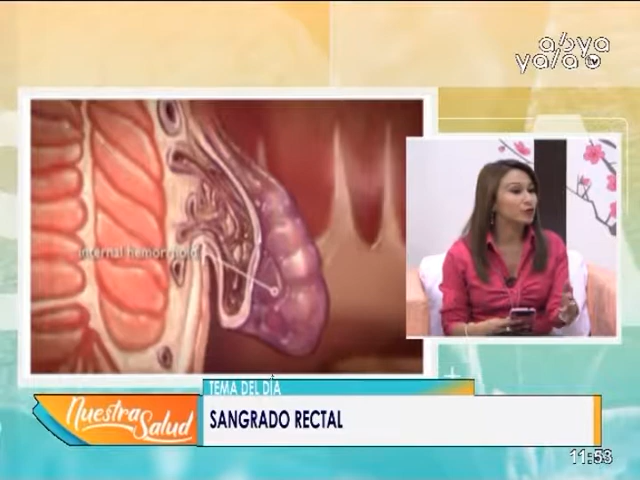 abya
yala
tv
internal hemorrhoid
TEMA DEL DÍA
Nuestra
Salud
SANGRADO RECTAL
11:53